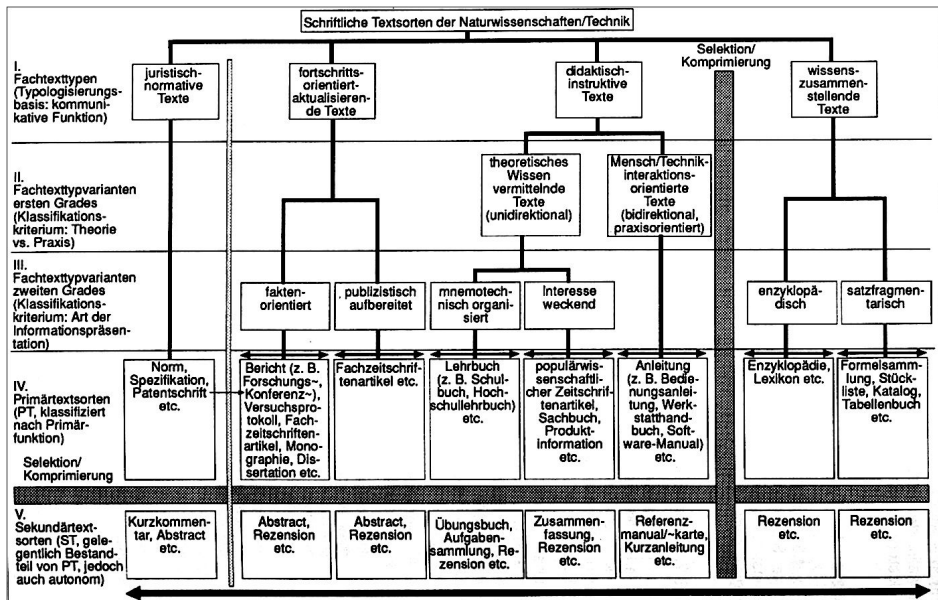 Schriftliche Textsorten der Naturwissenschaften/Technik
Selektion/
Komprimierung
I.
Fachtexttypen
(Typologisierungs-
basis: kommuni-
kative Funktion)
juristisch-
normative
Texte
fortschritts-
orientiert-
aktualisieren-
de Texte
didaktisch-
instruktive
Texte
wissens-
zusammen-
stellende
Texte
II.
Fachtexttypvarianten
ersten Grades
(Klassifikations-
kriterium: Theorie
vs. Praxis)
theoretisches
Wissen
vermittelnde
Texte
(unidirektional)
Mensch/Technik-
interaktions-
orientierte
Texte
(bidirektional,
praxisorientiert)
III.
Fachtexttypvarianten
zweiten Grades
(Klassifikations-
kriterium: Art der
Informationspräsen-
tation)
fakten-
orientiert
publizistisch
aufbereitet
mnemotech-
nisch organi-
siert
Interesse
weckend
enzyklopä-
disch
satzfragmen-
tarisch
IV.
Primärtextsorten
(PT, klassifiziert
nach Primär-
funktion)
Norm,
Spezifikation,
Patentschrift
etc.
Bericht (z. B.
Forschungs~,
Konferenz~),
Versuchspro-
tokoll, Fach-
zeitschriften-
artikel, Mono-
graphie, Dis-
sertation etc.
Fachzeitschrif-
tenartikel etc.
Lehrbuch
(z. B. Schul-
buch, Hoch-
schullehrbuch)
etc.
populärwis-
senschaftli-
cher Zeitschrif-
tenartikel,
Sachbuch,
Produkt-
information
etc.
Anleitung
(z. B. Bedie-
nungsanlei-
tung, Werk-
statthand-
buch, Soft-
ware-Manual)
etc.
Enzyklopädie,
Lexikon etc.
Formelsamm-
lung, Stück-
liste, Katalog,
Tabellenbuch
etc.
Selektion/
Komprimierung
V.
Sekundärtext-
sorten (ST, gele-
gentlich Bestand-
teil von PT, jedoch
auch autonom)
Kurzkommen-
tar, Abstract
etc.
Abstract,
Rezension
etc.
Abstract,
Rezension
etc.
Übungsbuch,
Aufgaben-
sammlung, Re-
zension etc.
Zusammen-
fassung,
Rezension
etc.
Referenz-
manual/~karte,
Kurzanleitung
etc.
Rezension
etc.
Rezension
etc.